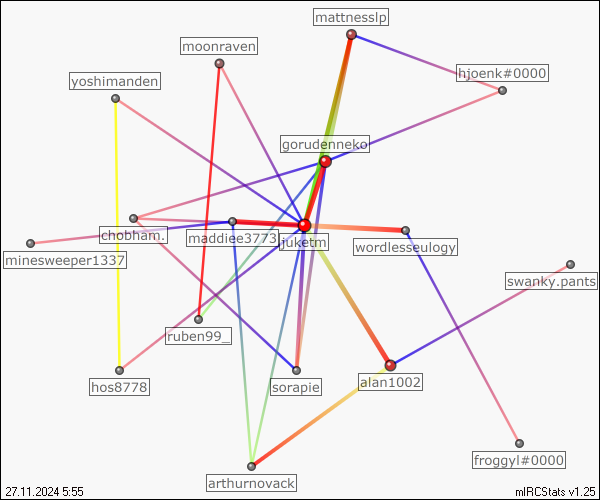 mattnesslp
moonraven
hjoenk#0000
yoshimanden
gorudenneko
chobham.
maddiee3773
juketm
wordlesseulogy
minesweeper1337
swanky.pants
ruben99_
hos8778
sorapie
alan1002
froggyl#0000
arthurnovack
27.11.2024 5:55
mIRCStats v1.25